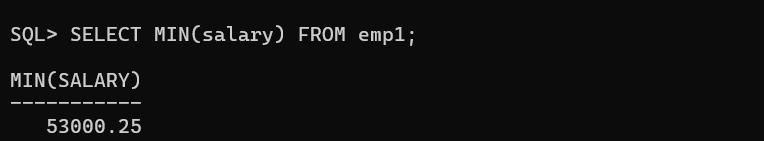 SQL> SELECT MIN(salary) FROM emp1;
MIN(SALARY)
-----------
53000.25